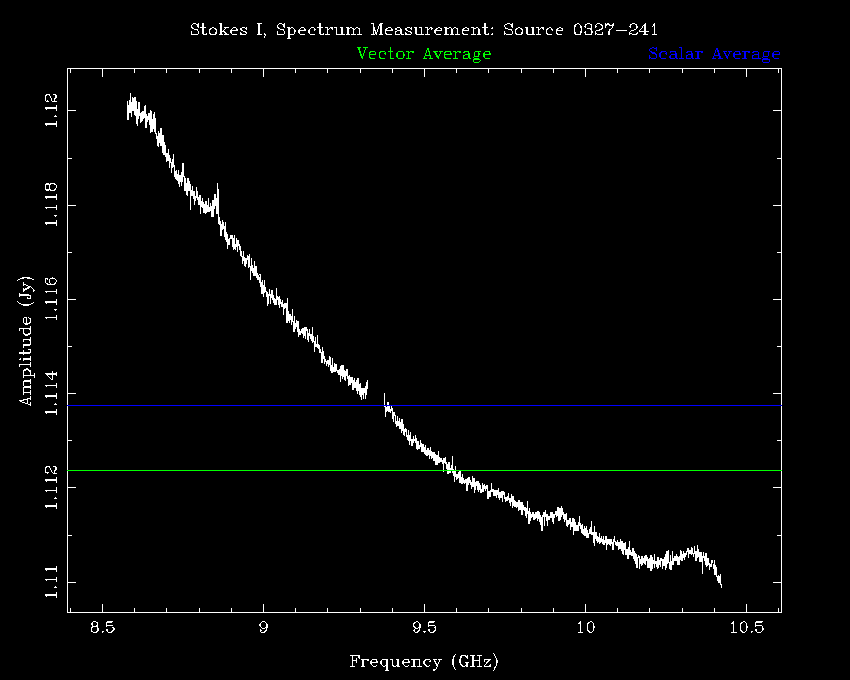 Stokes I, Spectrum Measurement: Source 0327-241
Vector Average Scalar Average
1.12
1.118
1.116
1.114
1.112
1.11
Amplitude (Jy)
8.5 9 9.5 10 10.5
Frequency (GHz)